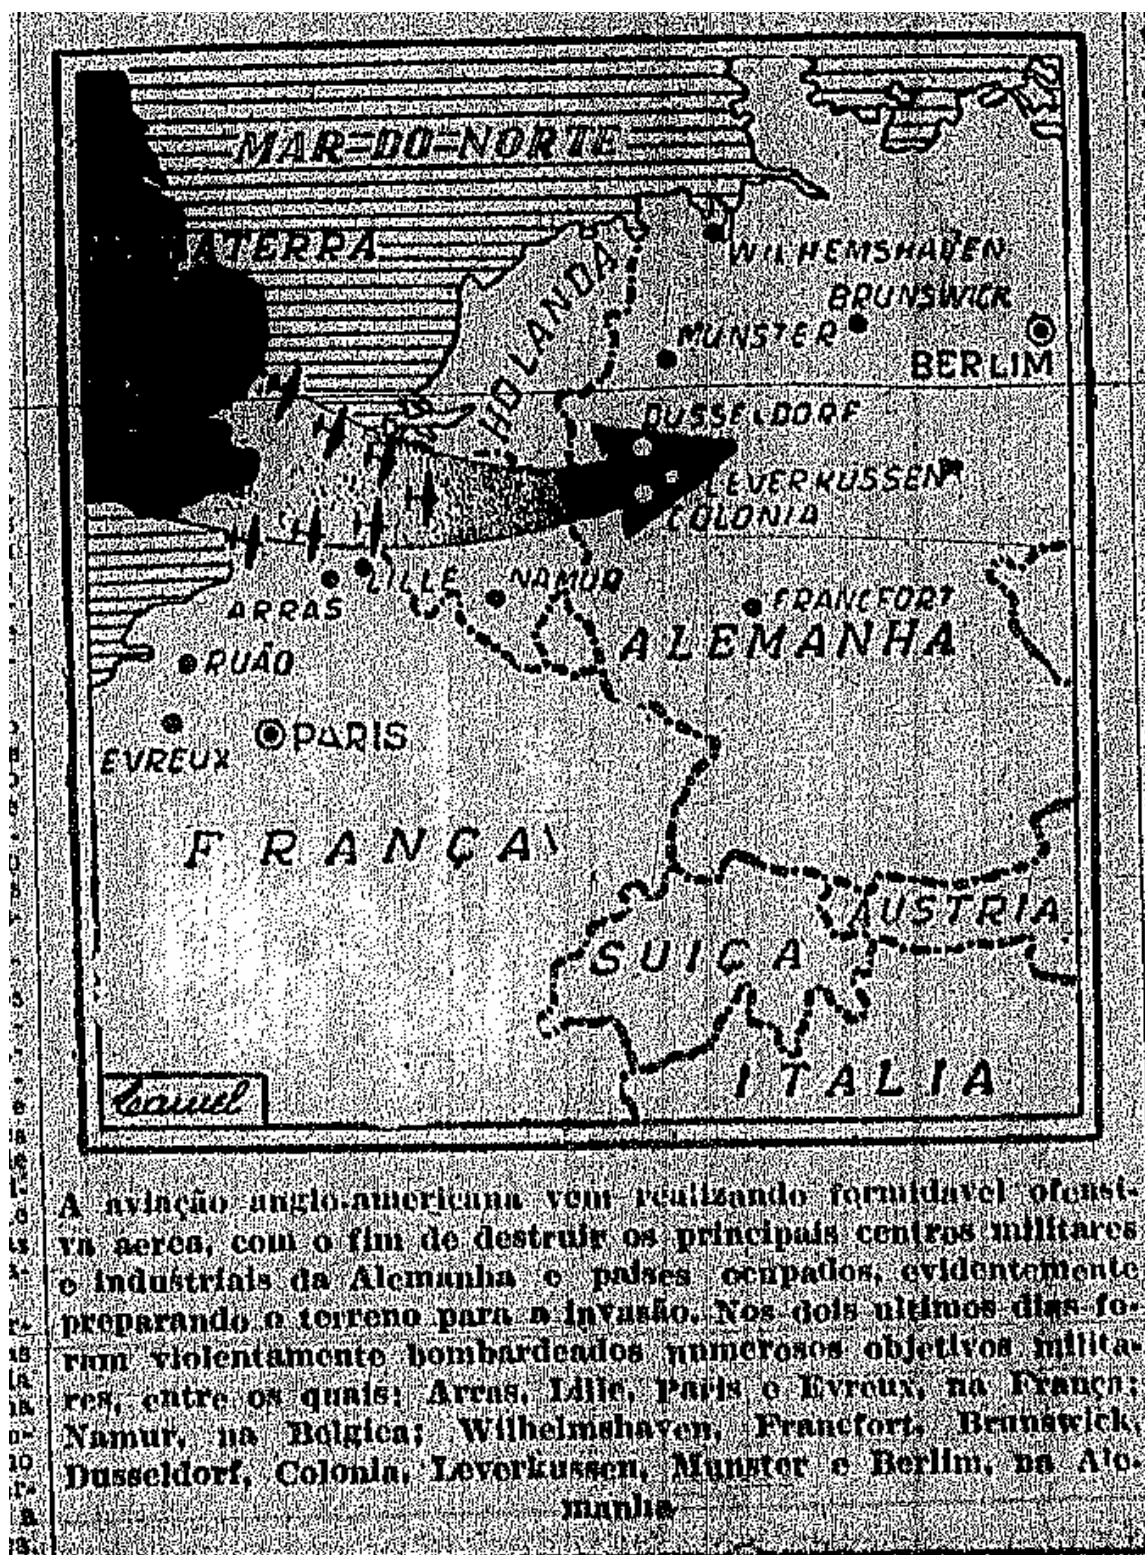 MAR=DO=NORTE
ATERRA
HOLANDA
WILHEMSHAVEN
BRUNSWICK
MUNSTER
BERLIM
DUSSELDORF
LEVERKUSSEN
COLONIA
LILLE
NAMUR
ARRAS
FRANCFORT
ALEMANHA
RUÃO
PARIS
EVREUX
FRANÇA
AUSTRIA
SUIÇA
ITALIA
A aviação anglo-americana vem realizando formidavel ofensi-
va aerea, com o fim de destruir os principais centros militares
e industriais da Alemanha e paises ocupados, evidentemente
preparando o terreno para a invasão. Nos dois ultimos dias fo-
ram violentamente bombardeados numerosos objetivos milita-
res, entre os quais: Arras, Lille, Paris e Evreux, na França;
Namur, na Belgica; Wilhelmshaven, Francfort, Brunswick,
Dusseldorf, Colonia, Leverkussen, Munster e Berlim, na Ale-
manha